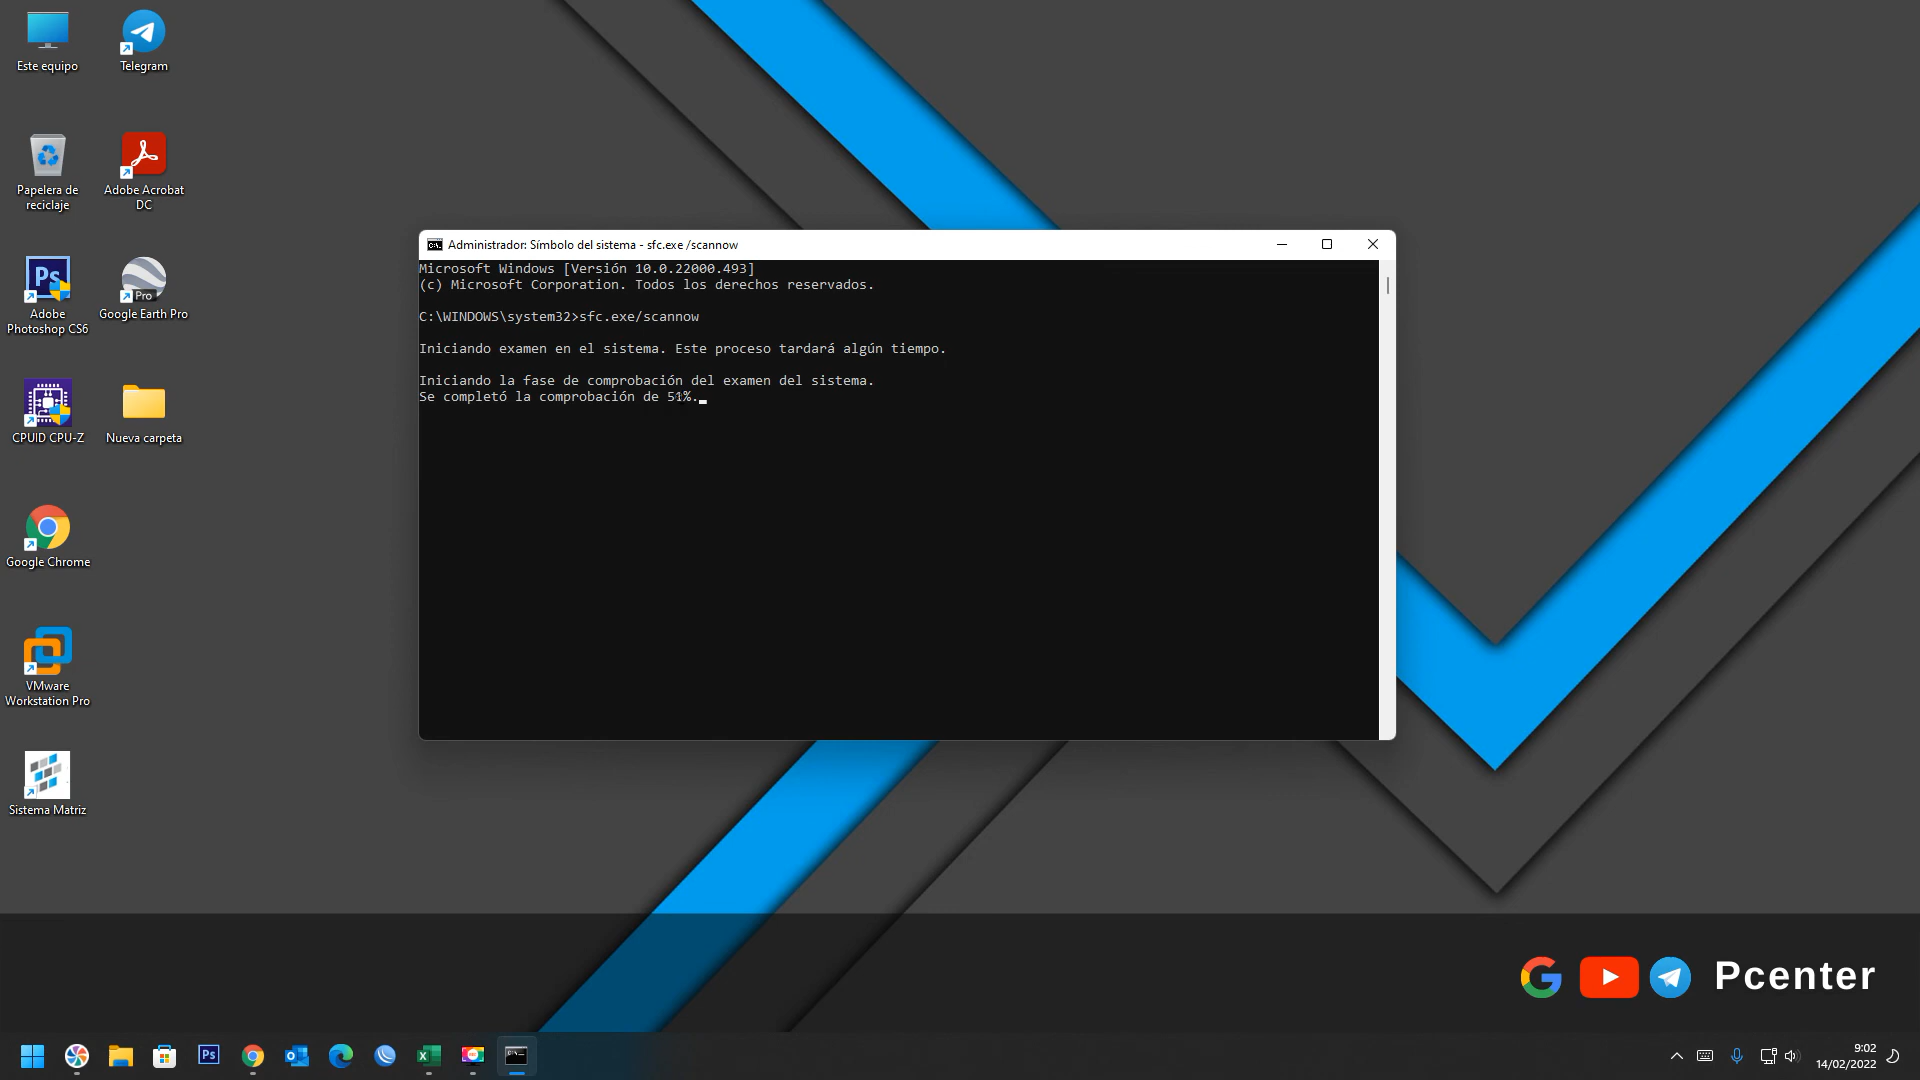 Este equipo
Telegram
Papelera de
reciclaje
Adobe Acrobat
DC
Ps
Adobe
Photoshop CS6
Pro
Google Earth Pro
CPUID CPU-Z
Nueva carpeta
Google Chrome
VMware
Workstation Pro
Sistema Matriz
Administrador: Símbolo del sistema - sfc.exe /scannow
Microsoft Windows [Versión 10.0.22000.493]
(c) Microsoft Corporation. Todos los derechos reservados.
C:\WINDOWS\system32>sfc.exe/scannow
Iniciando examen en el sistema. Este proceso tardará algún tiempo.
Iniciando la fase de comprobación del examen del sistema.
Se completó la comprobación de 51%.
Pcenter
Ps
9:02
14/02/2022